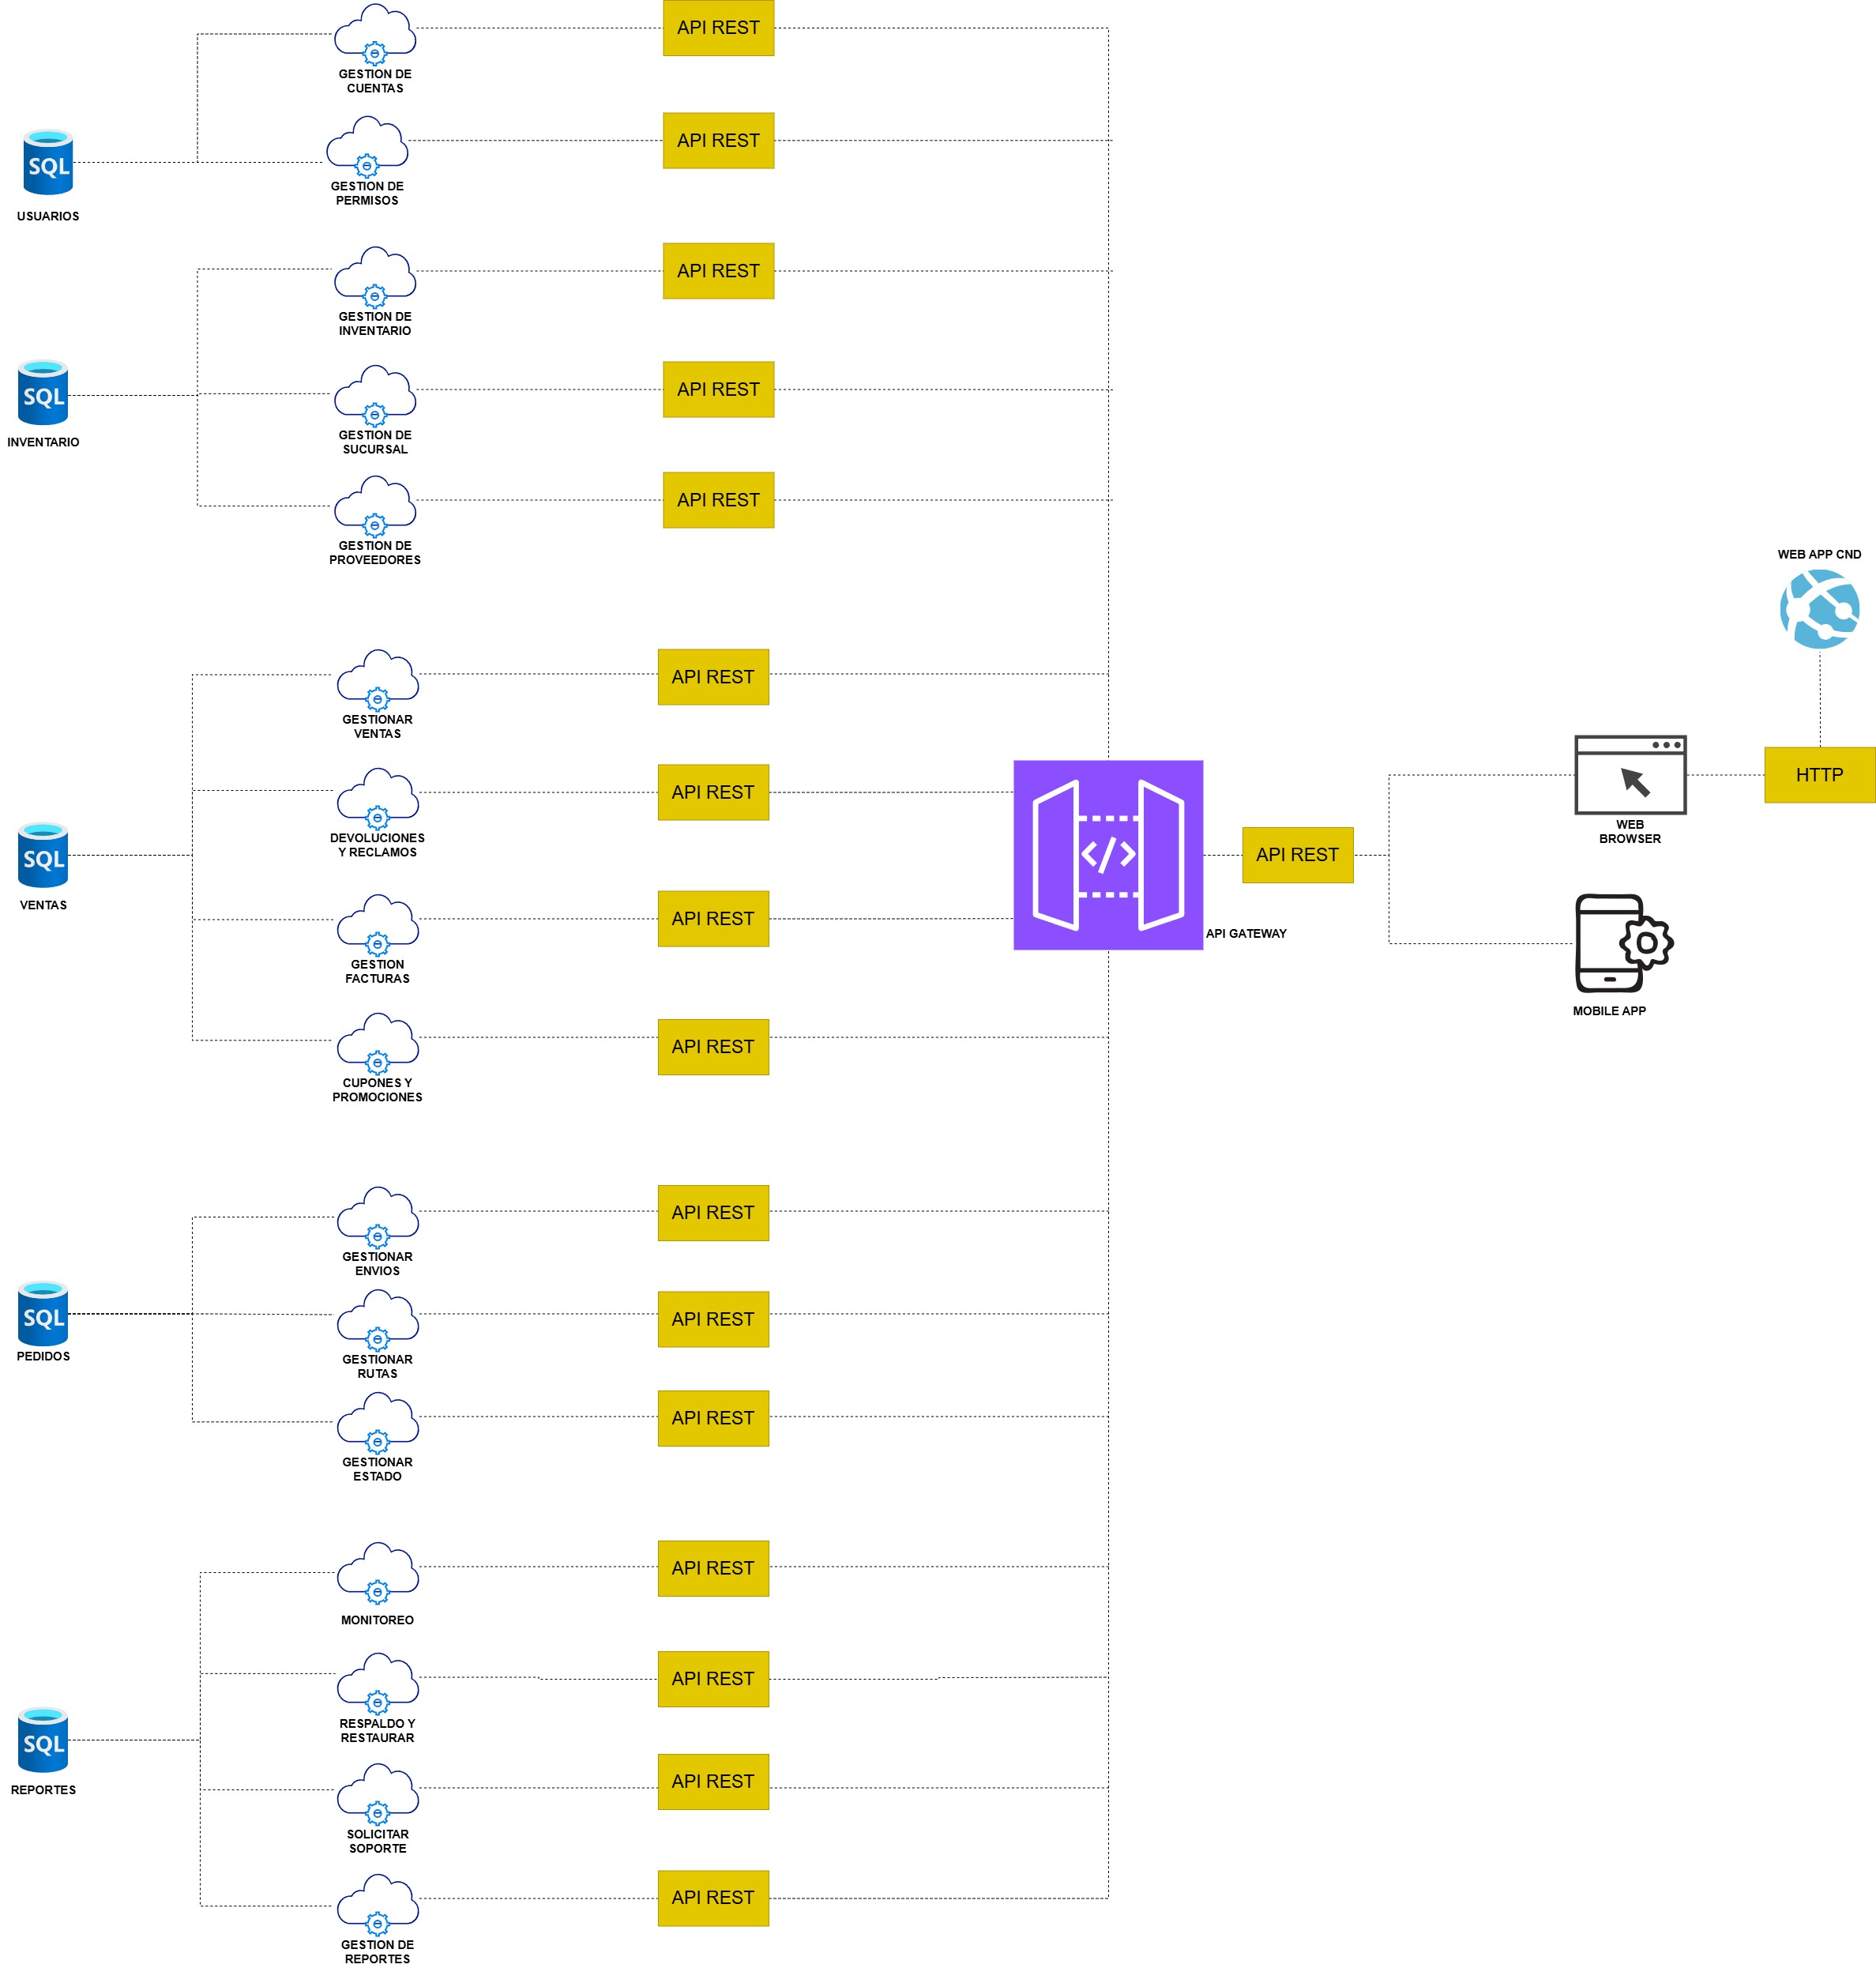 API REST
GESTION DE
CUENTAS
API REST
SQL
GESTION DE
PERMISOS
USUARIOS
API REST
GESTION DE
INVENTARIO
SQL
API REST
GESTION DE
SUCURSAL
INVENTARIO
API REST
GESTION DE
PROVEEDORES
WEB APP CND
API REST
GESTIONAR
VENTAS
HTTP
API REST
WEB
BROWSER
DEVOLUCIONES
Y RECLAMOS
SQL
</>
API REST
VENTAS
API REST
API GATEWAY
GESTION
FACTURAS
MOBILE APP
API REST
CUPONES Y
PROMOCIONES
API REST
GESTIONAR
ENVIOS
SQL
API REST
PEDIDOS
GESTIONAR
RUTAS
API REST
GESTIONAR
ESTADO
API REST
MONITOREO
API REST
RESPALDO Y
RESTAURAR
SQL
REPORTES
API REST
SOLICITAR
SOPORTE
API REST
GESTION DE
REPORTES